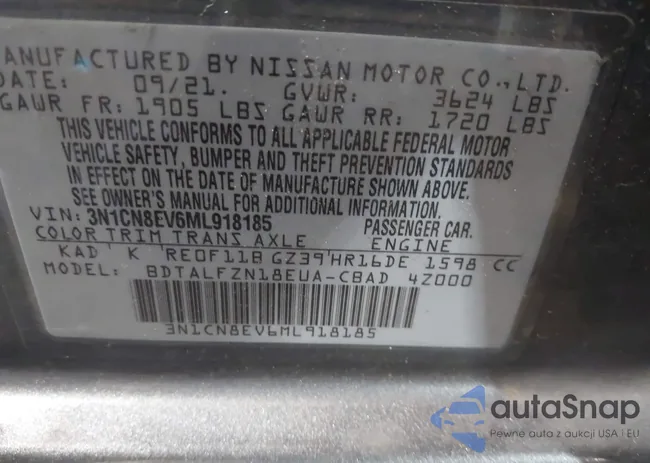 MANUFACTURED BY NISSAN MOTOR CO.,LTD.
DATE: 09/21. GVWR: 3624 LBS
GAWR FR: 1905 LBS GAWR RR: 1720 LBS
THIS VEHICLE CONFORMS TO ALL APPLICABLE FEDERAL MOTOR
VEHICLE SAFETY, BUMPER AND THEFT PREVENTION STANDARDS
IN EFFECT ON THE DATE OF MANUFACTURE SHOWN ABOVE.
SEE OWNER'S MANUAL FOR ADDITIONAL INFORMATION.
VIN: 3N1CN8EV6ML918185 PASSENGER CAR.
COLOR TRIM TRANS AXLE ENGINE
KAD K RE0F11B GZ39 HR16DE 1598 CC
MODEL: BDTALFZN18EUA-CBAD 4Z000
3N1CN8EV6ML918185
autaSnap
Pewne auta z aukcji USA i EU